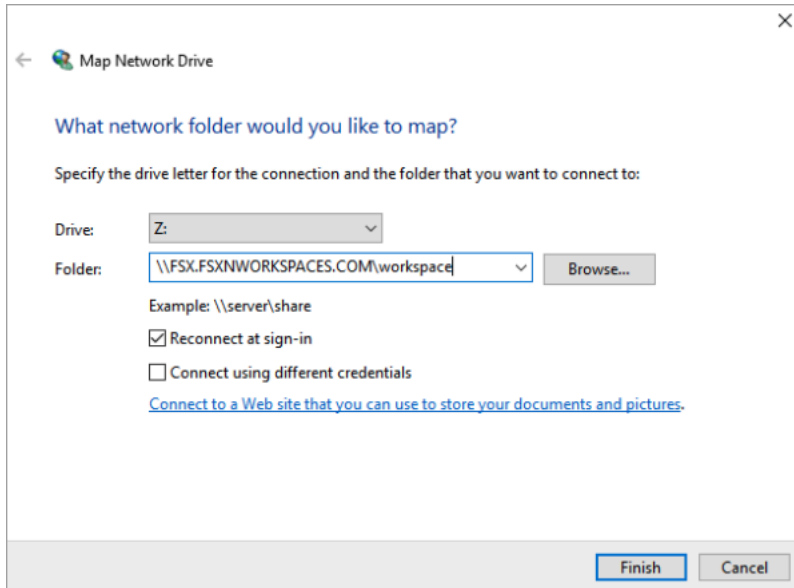 Map Network Drive
What network folder would you like to map?
Specify the drive letter for the connection and the folder that you want to connect to:
Drive: Z:
Folder: \\FSX.FSXNWORKSPACES.COM\workspace Browse...
Example: \\server\share
Reconnect at sign-in
Connect using different credentials
Connect to a Web site that you can use to store your documents and pictures.
Finish Cancel